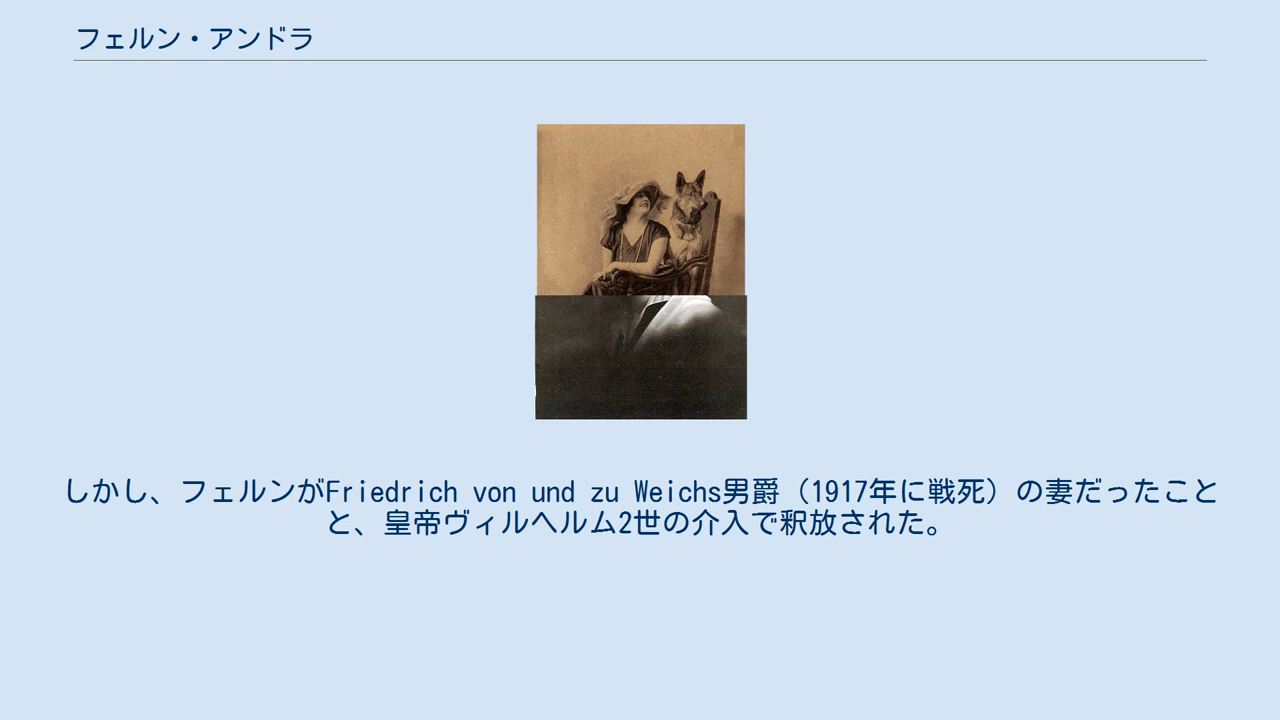 フェルン・アンドラ
しかし、フェルンがFriedrich von und zu Weichs男爵（1917年に戦死）の妻だったこと
と、皇帝ヴィルヘルム2世の介入で釈放された。